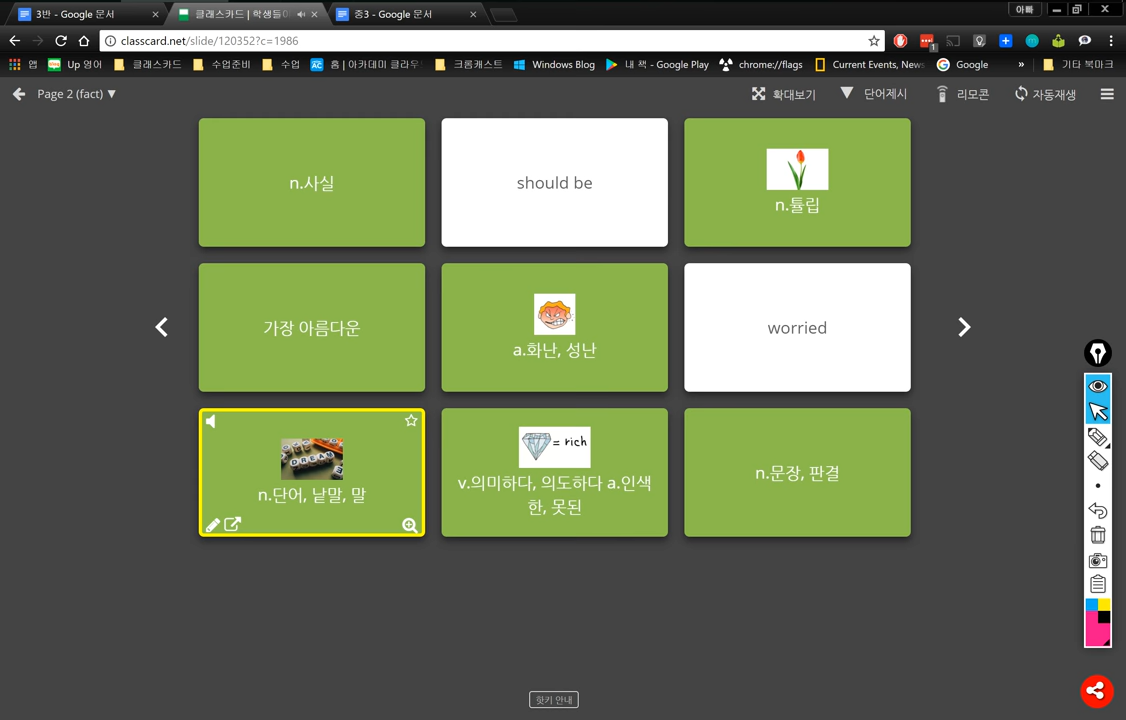 3반 - Google 문서
클래스카드 | 학생들이
중3 - Google 문서
아빠
classcard.net/slide/120352?c=1986
1
앱
Up 영어
클래스카드
수업준비
수업
홈 | 아카데미 클라우
크롬캐스트
Windows Blog
내 책 - Google Play
chrome://flags
Current Events, News
Google
»
기타 북마크
Page 2 (fact) ▼
확대보기
단어제시
리모콘
자동재생
n.사실
should be
n.튤립
가장 아름다운
a.화난, 성난
worried
DREAM
n.단어, 낱말, 말
= rich
v.의미하다, 의도하다 a.인색
한, 못된
n.문장, 판결
핫키 안내